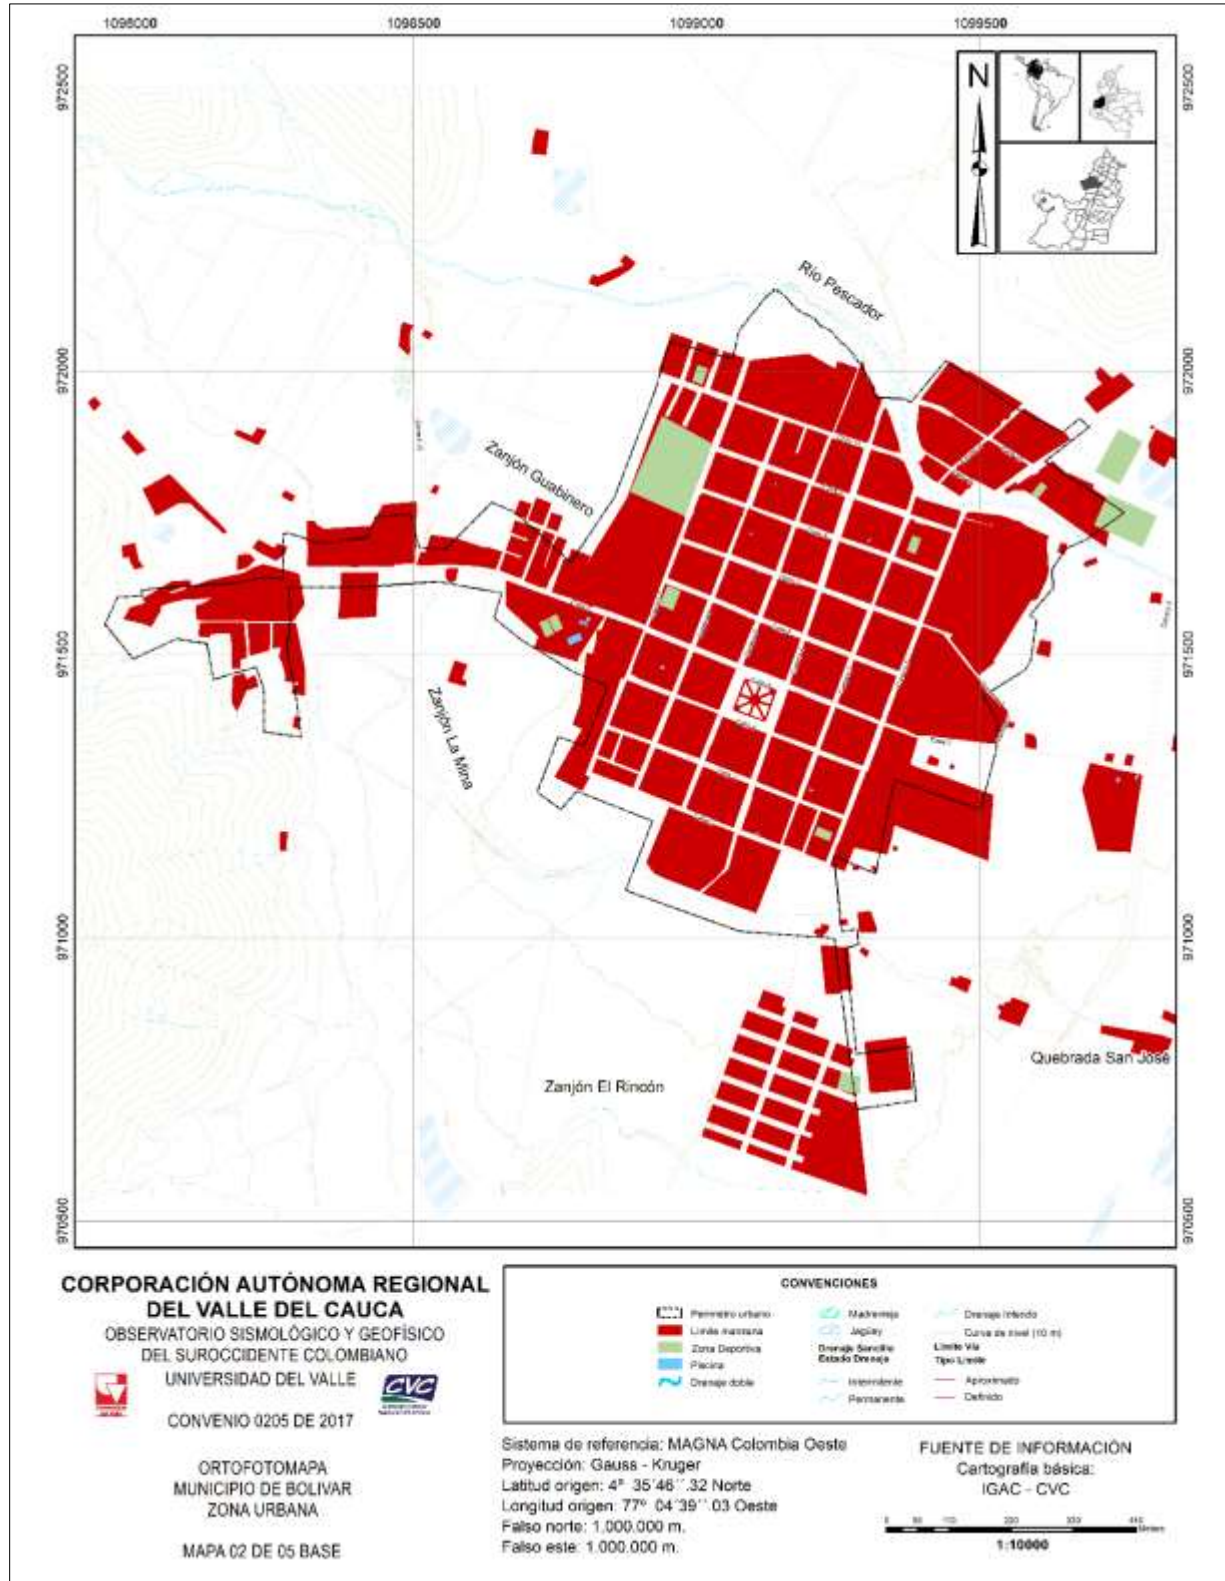 1098000 1098500 1099000 1099500
N
972500 972500
Río Pescador
972000 972000
Zanjón Guabinero
971500 971500
Zanjón La Mina
971000 971000
Quebrada San José
Zanjón El Rincón
970500 970500
CORPORACIÓN AUTÓNOMA REGIONAL
DEL VALLE DEL CAUCA
OBSERVATORIO SISMOLÓGICO Y GEOFÍSICO
DEL SUROCCIDENTE COLOMBIANO
UNIVERSIDAD DEL VALLE
CVC
CONVENIO 0205 DE 2017
ORTOFOTOMAPA
MUNICIPIO DE BOLIVAR
ZONA URBANA
MAPA 02 DE 05 BASE
CONVENCIONES
Perímetro urbano
Límite manzana
Zona Deportiva
Piscina
Drenaje doble
Madrevieja
Jagüey
Drenaje Sencillo
Estado Drenaje
Intermitente
Permanente
Drenaje Inferido
Curva de nivel (10 m)
Límite Vía
Tipo Límite
Aproximado
Definido
Sistema de referencia: MAGNA Colombia Oeste
Proyección: Gauss - Kruger
Latitud origen: 4º 35´46´´.32 Norte
Longitud origen: 77º 04´39´´.03 Oeste
Falso norte: 1.000.000 m.
Falso este: 1.000.000 m.
FUENTE DE INFORMACIÓN
Cartografía básica:
IGAC - CVC
1:10000